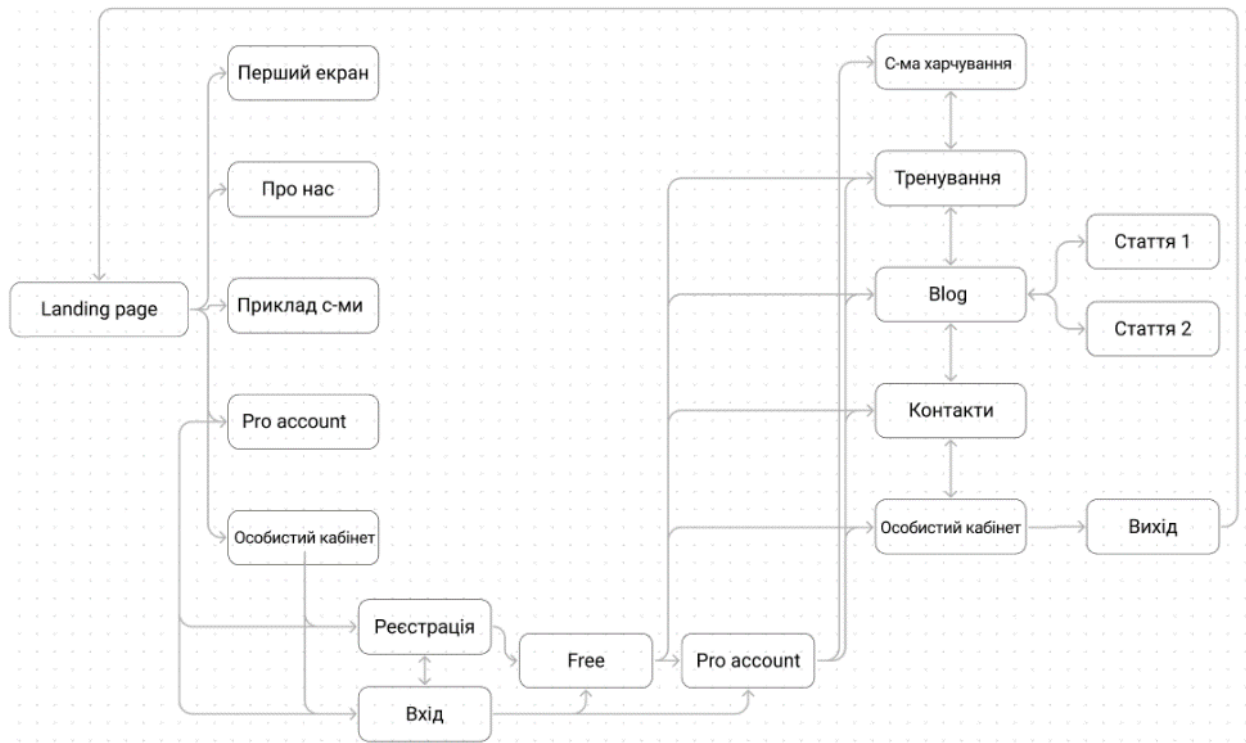 Перший екран
С-ма харчування
Про нас
Тренування
Стаття 1
Landing page
Приклад с-ми
Blog
Стаття 2
Pro account
Контакти
Особистий кабінет
Особистий кабінет
Вихід
Реєстрація
Free
Pro account
Вхід